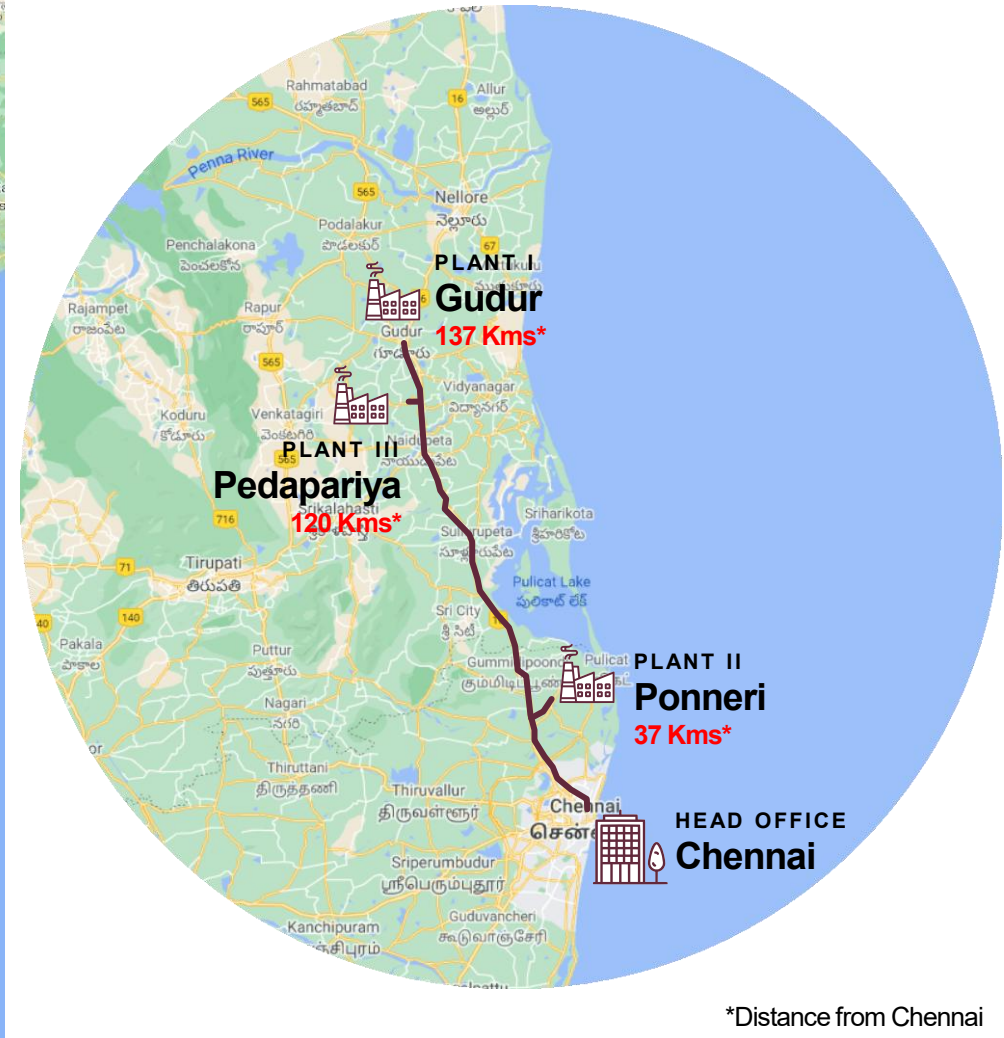 Rahmatabad
రహ్మతబాద్
565
16
Allur
అల్లుర్
Penna River
565
Nellore
నెల్లూరు
Podalakur
పొదలకుర్
Penchalakona
పెంచలకోన
67
PLANT I
Gudur
137 Kms*
Rajampet
రాజంపేట
Rapur
రాపూర్
Gudur
565
Vidyanagar
విద్యానగర్
Koduru
కోడూరు
Venkatagiri
వెంకటగిరి
PLANT III
Naidupeta
565
Pedapariya
120 Kms*
Srikalahasti
716
Sriharikota
శ్రీహరికోట
71
Tirupati
తిరుపతి
సూళ్లూరుపేట
Pulicat Lake
పులికాట్ లేక్
40
140
Sri City
శ్రీ సిటీ
Pakala
పాకాల
Puttur
పుత్తూరు
Pulicat
PLANT II
Ponneri
37 Kms*
Nagari
నగరి
Thiruttani
திருத்தணி
Thiruvallur
திருவள்ளூர்
Chennai
HEAD OFFICE
Chennai
Sriperumbudur
ஸ்ரீபெரும்புதூர்
Kanchipuram
Guduvancheri
கூடுவாஞ்சேரி
*Distance from Chennai